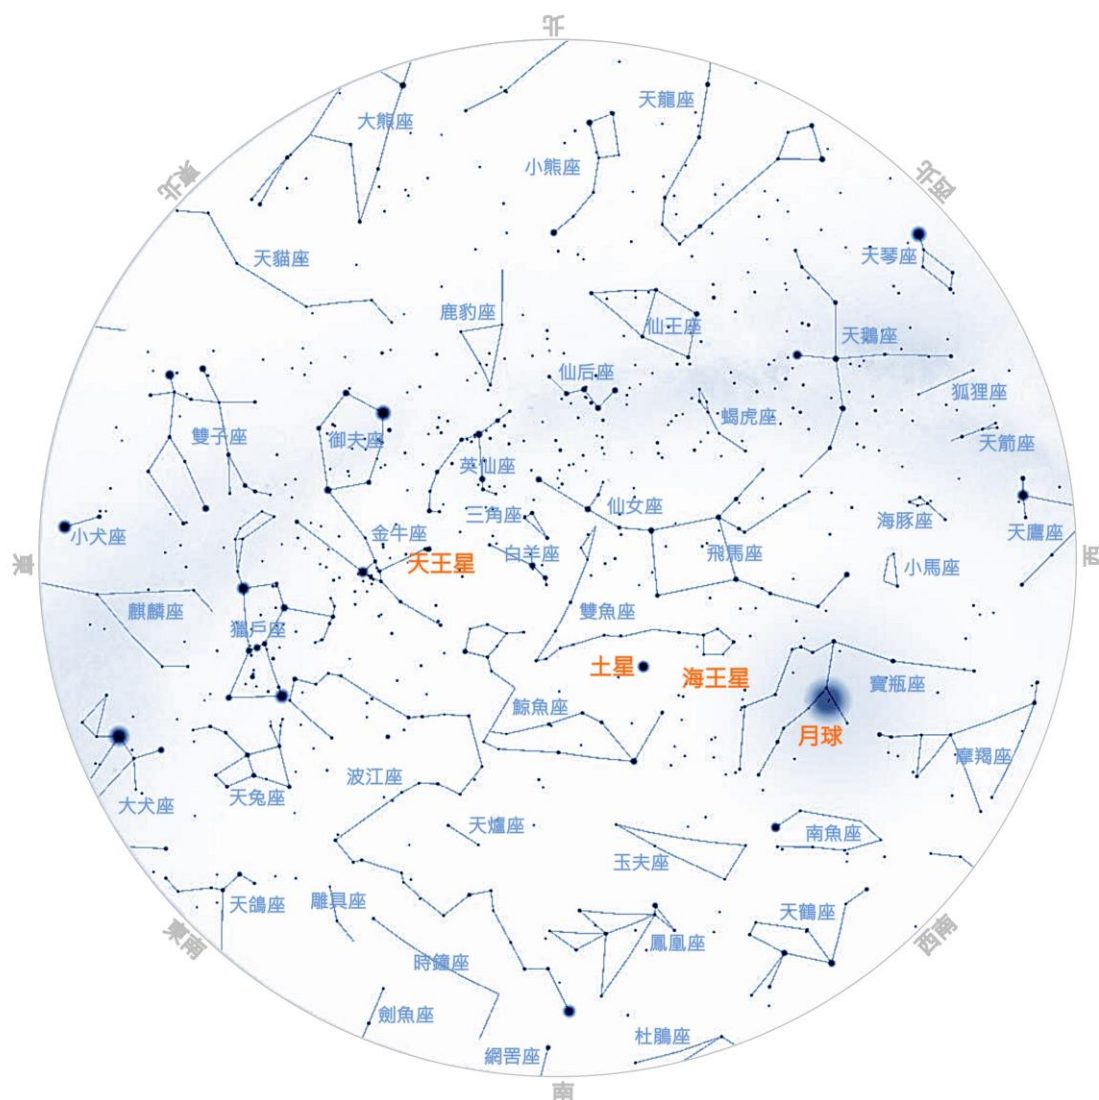 北
天龍座
大熊座
小熊座
東北
西北
天貓座
天琴座
鹿豹座
仙王座
天鵝座
仙后座
狐狸座
蝎虎座
雙子座
御夫座
天箭座
英仙座
仙女座
三角座
海豚座
小犬座
金牛座
天鷹座
白羊座
飛馬座
天王星
東
西
小馬座
麒麟座
雙魚座
獵戶座
土星
海王星
寶瓶座
鯨魚座
月球
摩羯座
波江座
天兔座
大犬座
天爐座
南魚座
玉夫座
雕具座
天鴿座
天鶴座
東南
西南
鳳凰座
時鐘座
劍魚座
杜鵑座
網罟座
南